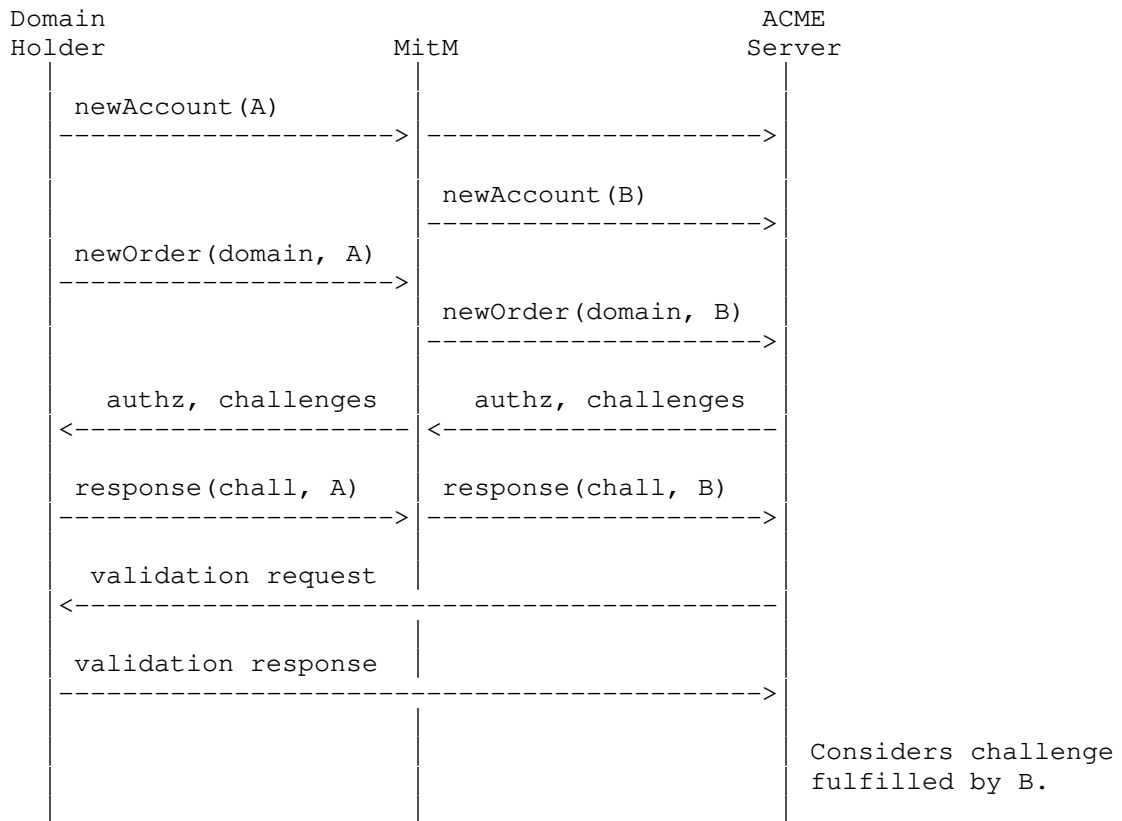 Domain ACME
Holder MitM Server
newAccount(A)
newAccount(B)
newOrder(domain, A)
newOrder(domain, B)
authz, challenges authz, challenges
response(chall, A) response(chall, B)
validation request
validation response
Considers challenge
fulfilled by B.